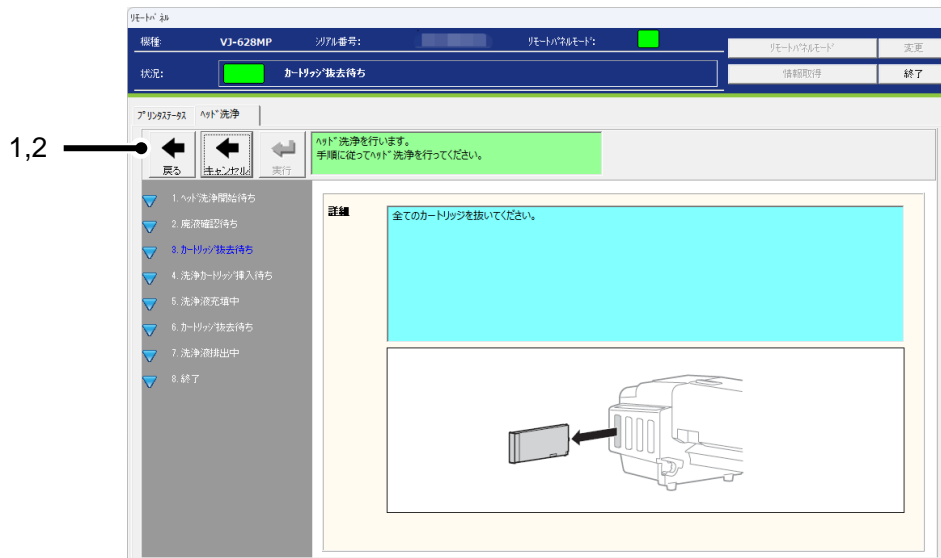 リモートパネル
機種: VJ-628MP シリアル番号: リモートパネルモード:
リモートパネルモード 変更
状況: カートリッジ抜去待ち
情報取得 終了
プリンタステータス ヘッド洗浄
1,2
戻る キャンセル 実行
ヘッド洗浄を行います。
手順に従ってヘッド洗浄を行ってください。
1. ヘッド洗浄開始待ち
2. 廃液確認待ち
3. カートリッジ抜去待ち
4. 洗浄カートリッジ挿入待ち
5. 洗浄液充填中
6. カートリッジ抜去待ち
7. 洗浄液排出中
8. 終了
詳細
全てのカートリッジを抜いてください。